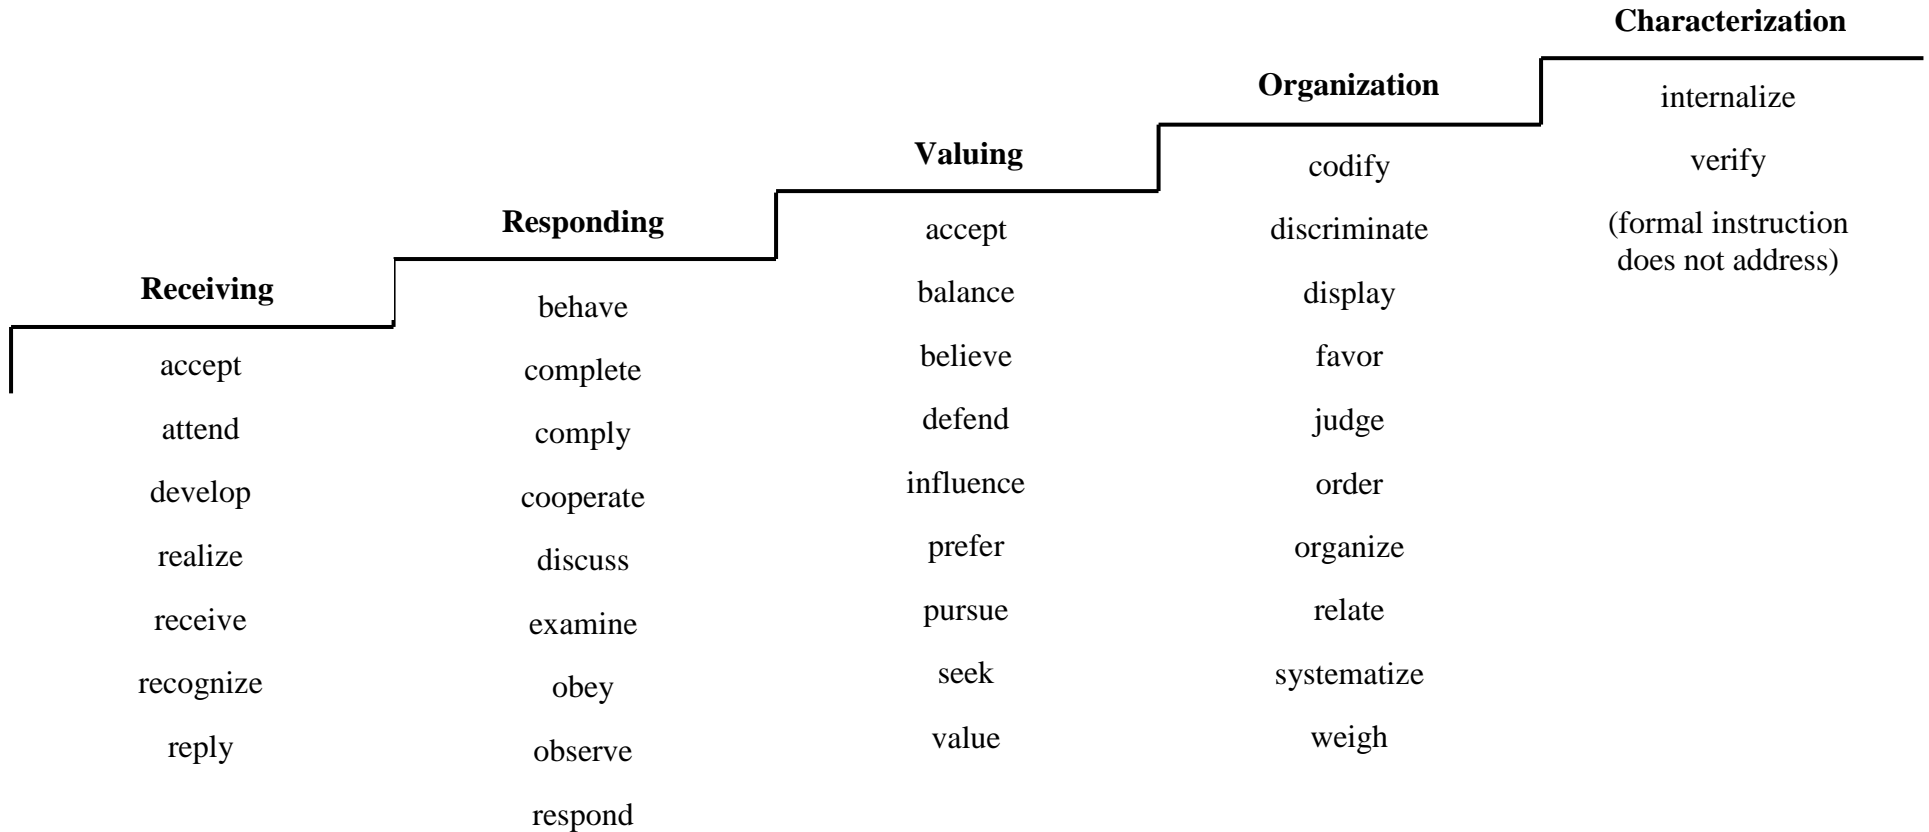 Receiving
accept
attend
develop
realize
receive
recognize
reply
Responding
behave
complete
comply
cooperate
discuss
examine
obey
observe
respond
Valuing
accept
balance
believe
defend
influence
prefer
pursue
seek
value
Organization
codify
discriminate
display
favor
judge
order
organize
relate
systematize
weigh
Characterization
internalize
verify
(formal instruction
does not address)